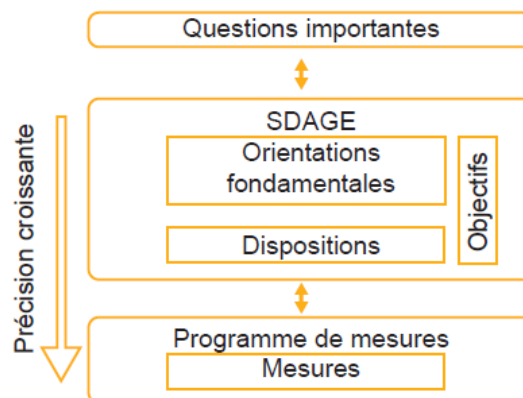 Questions importantes
Précision croissante
SDAGE
Orientations
fondamentales
Objectifs
Dispositions
Programme de mesures
Mesures